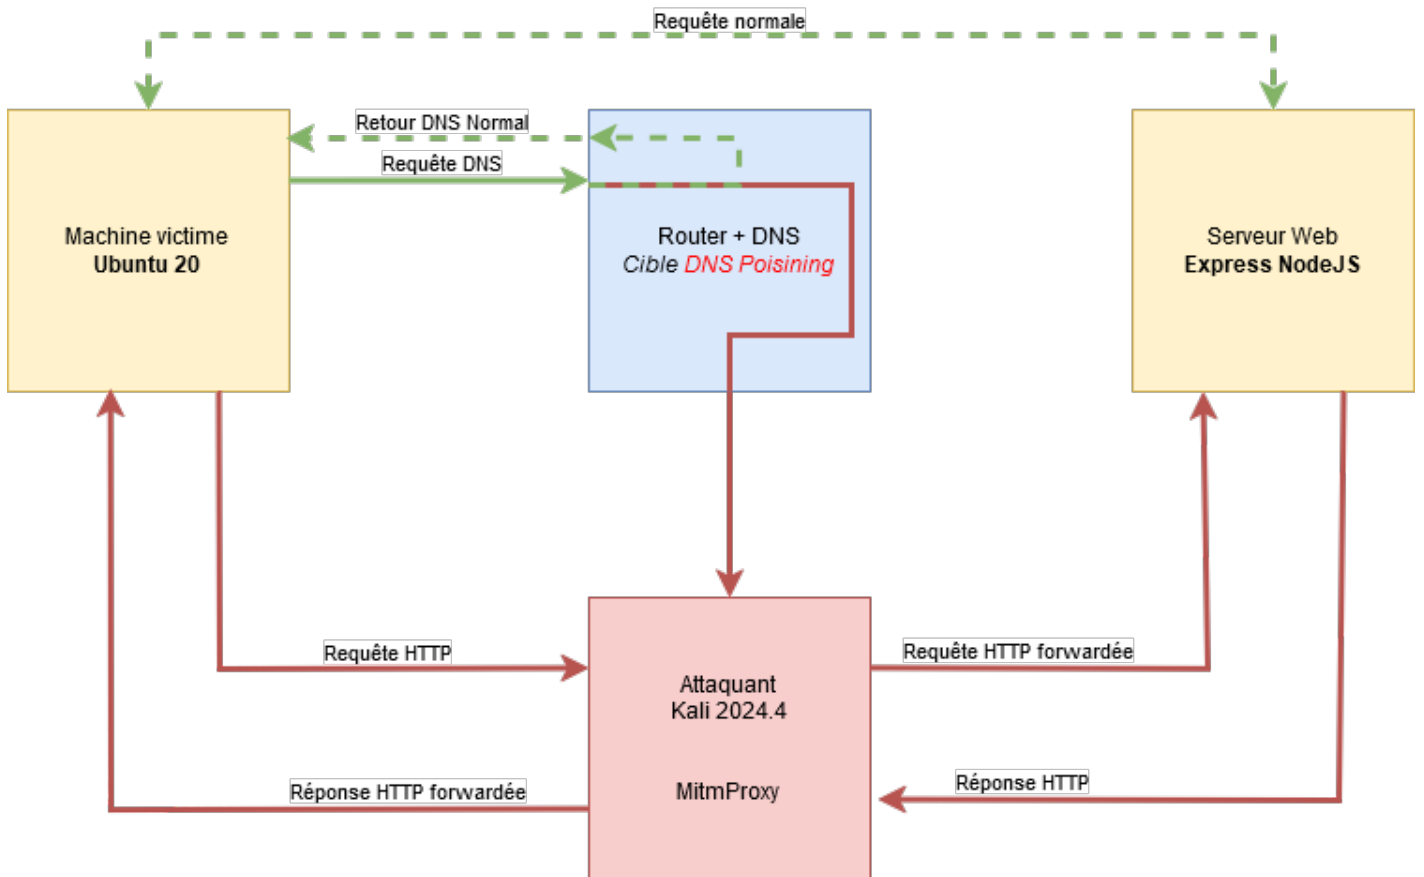 Requête normale
Retour DNS Normal
Requête DNS
Machine victime
Ubuntu 20
Router + DNS
Cible DNS Poisining
Serveur Web
Express NodeJS
Requête HTTP
Requête HTTP forwardée
Attaquant
Kali 2024.4
MitmProxy
Réponse HTTP forwardée
Réponse HTTP